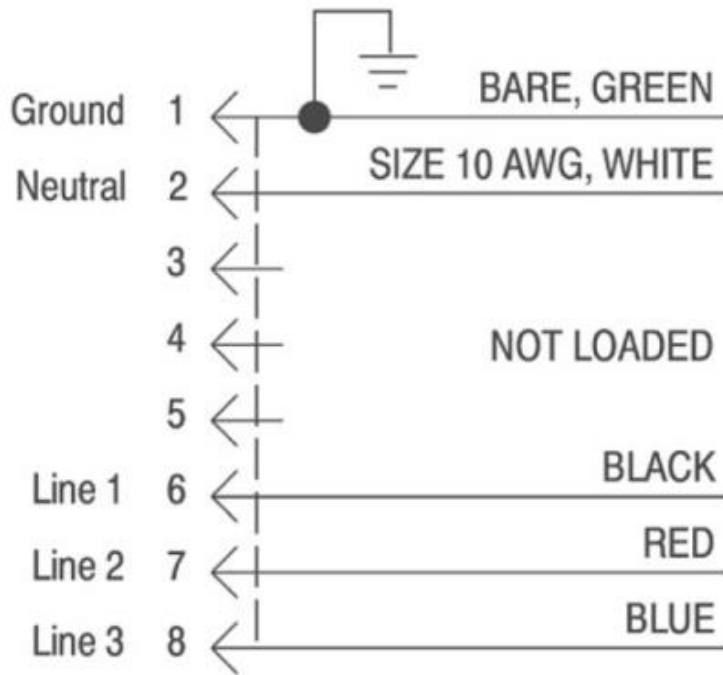 Ground 1 BARE, GREEN
Neutral 2 SIZE 10 AWG, WHITE
3
4 NOT LOADED
5
Line 1 6 BLACK
Line 2 7 RED
Line 3 8 BLUE